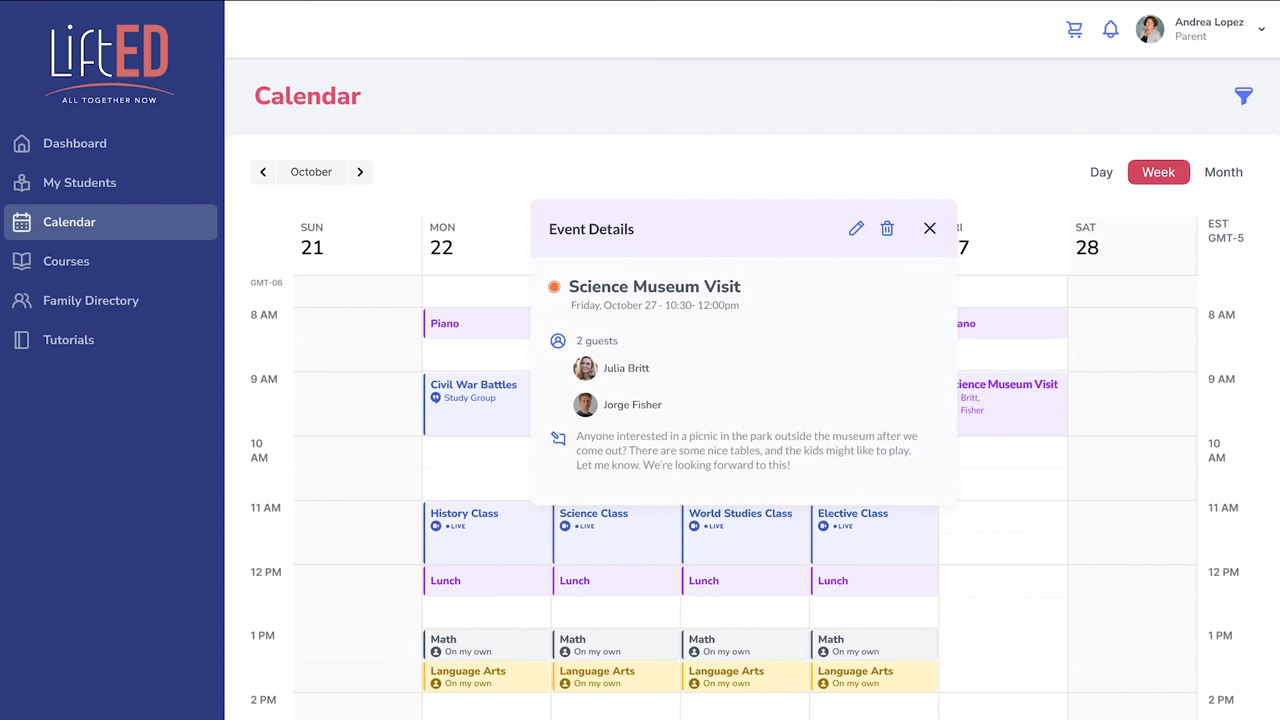 LiftED
ALL TOGETHER NOW
Dashboard
My Students
Calendar
Courses
Family Directory
Tutorials
Andrea Lopez
Parent
Calendar
October
Day
Week
Month
SUN
21
MON
22
RI
7
SAT
28
EST
GMT-5
Event Details
Science Museum Visit
Friday, October 27 - 10:30- 12:00pm
2 guests
Julia Britt
Jorge Fisher
Anyone interested in a picnic in the park outside the museum after we
come out? There are some nice tables, and the kids might like to play.
Let me know. We're looking forward to this!
GMT-06
8 AM
Piano
ano
8 AM
9 AM
Civil War Battles
Study Group
cience Museum Visit
Britt,
Fisher
9 AM
10
AM
10
AM
11 AM
History Class
• LIVE
Science Class
• LIVE
World Studies Class
• LIVE
Elective Class
• LIVE
11 AM
12 PM
Lunch
Lunch
Lunch
Lunch
12 PM
1 PM
Math
On my own
Math
On my own
Math
On my own
Math
On my own
1 PM
Language Arts
On my own
Language Arts
On my own
Language Arts
On my own
Language Arts
On my own
2 PM
2 PM